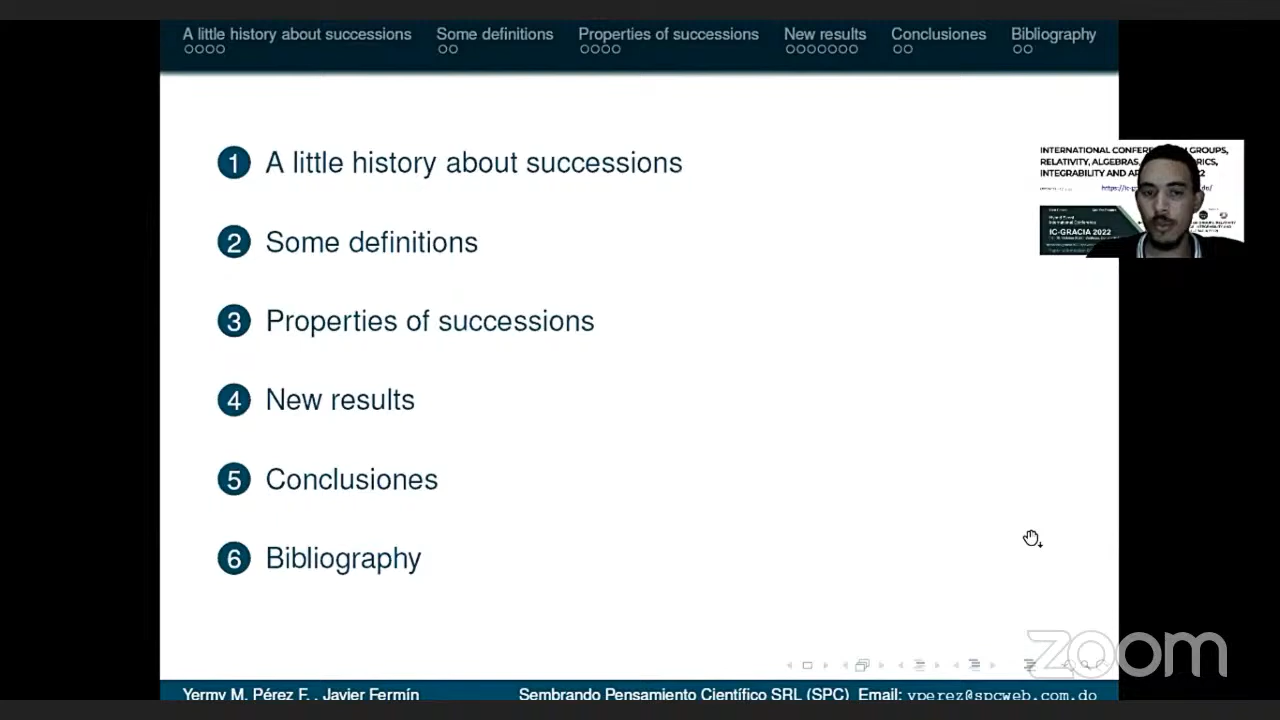 A little history about successions Some definitions Properties of successions New results Conclusiones Bibliography
1 A little history about successions
2 Some definitions
3 Properties of successions
4 New results
5 Conclusiones
6 Bibliography
INTERNATIONAL GROUPS,
RELATIVITY, ALGEBRAS,
INTEGRABILITY AND
IC-GRACIA 2022
zoom
Yermy M. Pérez F. , Javier Fermín Sembrando Pensamiento Científico SRL (SPC) Email: yperez@spcweb.com.do